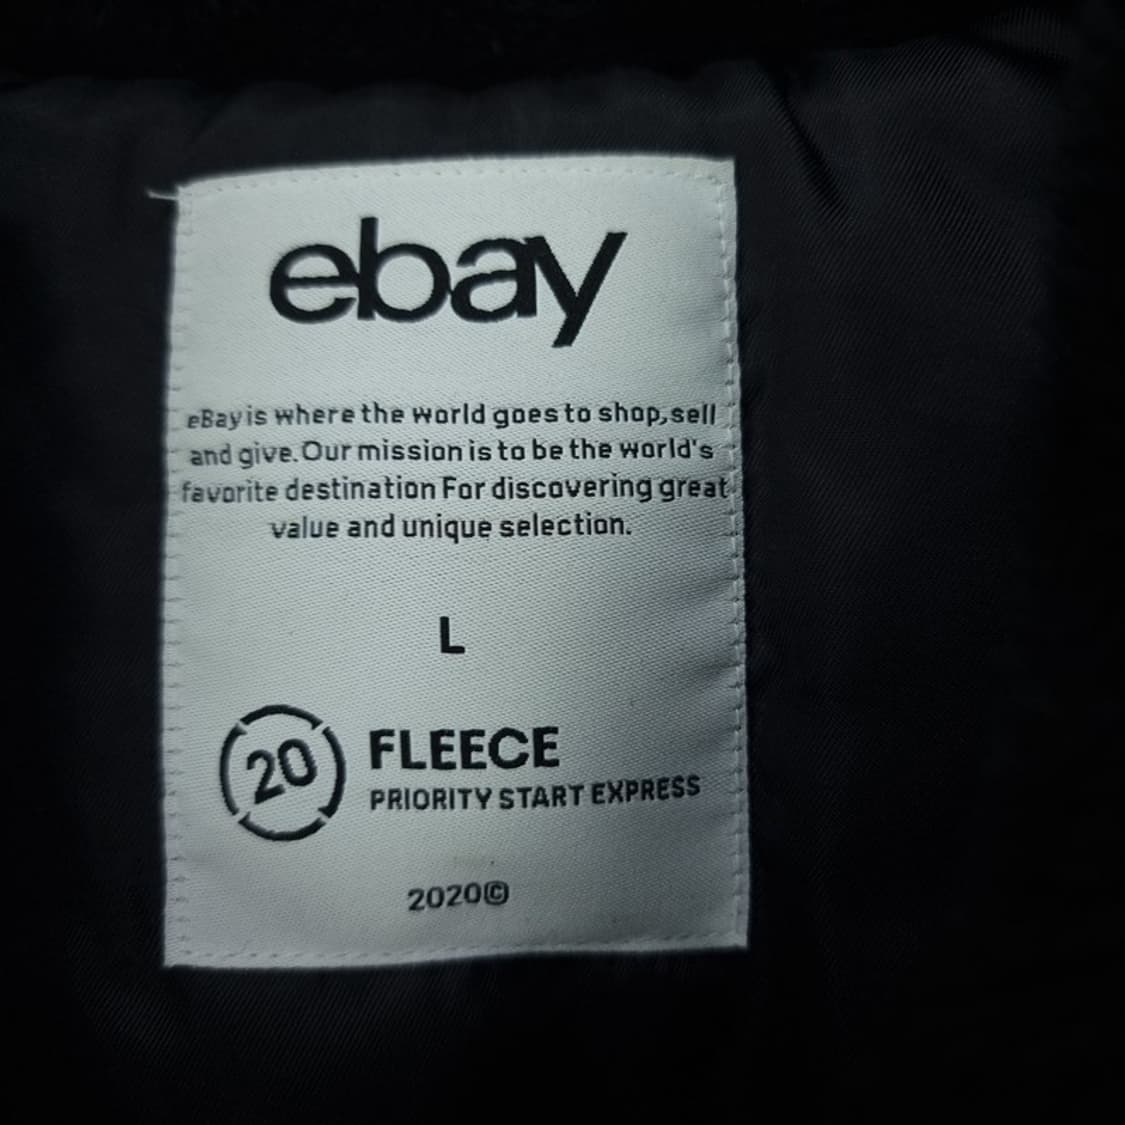 ebay
eBay is where the world goes to shop, sell
and give. Our mission is to be the world's
favorite destination For discovering great
value and unique selection.
L
20
FLEECE
PRIORITY START EXPRESS
2020©